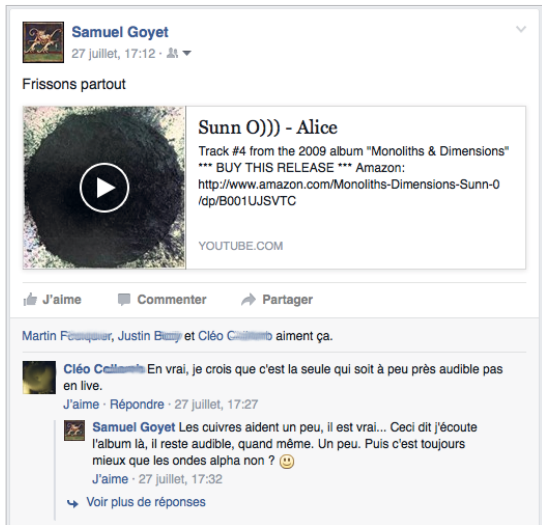 Samuel Goyet
27 juillet, 17:12 ·
Frissons partout
Sunn O))) - Alice
Track #4 from the 2009 album "Monoliths & Dimensions"
*** BUY THIS RELEASE *** Amazon:
http://www.amazon.com/Monoliths-Dimensions-Sunn-0
/dp/B001UJSVTC
YOUTUBE.COM
J'aime Commenter Partager
Martin, Justin et Cléo aiment ça.
Cléo En vrai, je crois que c'est la seule qui soit à peu près audible pas
en live.
J'aime · Répondre · 27 juillet, 17:27
Samuel Goyet Les cuivres aident un peu, il est vrai... Ceci dit j'écoute
l'album là, il reste audible, quand même. Un peu. Puis c'est toujours
mieux que les ondes alpha non ?
J'aime · 27 juillet, 17:32
Voir plus de réponses